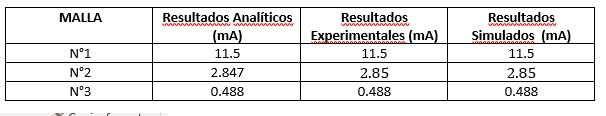 MALLA Resultados Analíticos (mA) Resultados Experimentales (mA) Resultados Simulados (mA)
N°1 11.5 11.5 11.5
N°2 2.847 2.85 2.85
N°3 0.488 0.488 0.488